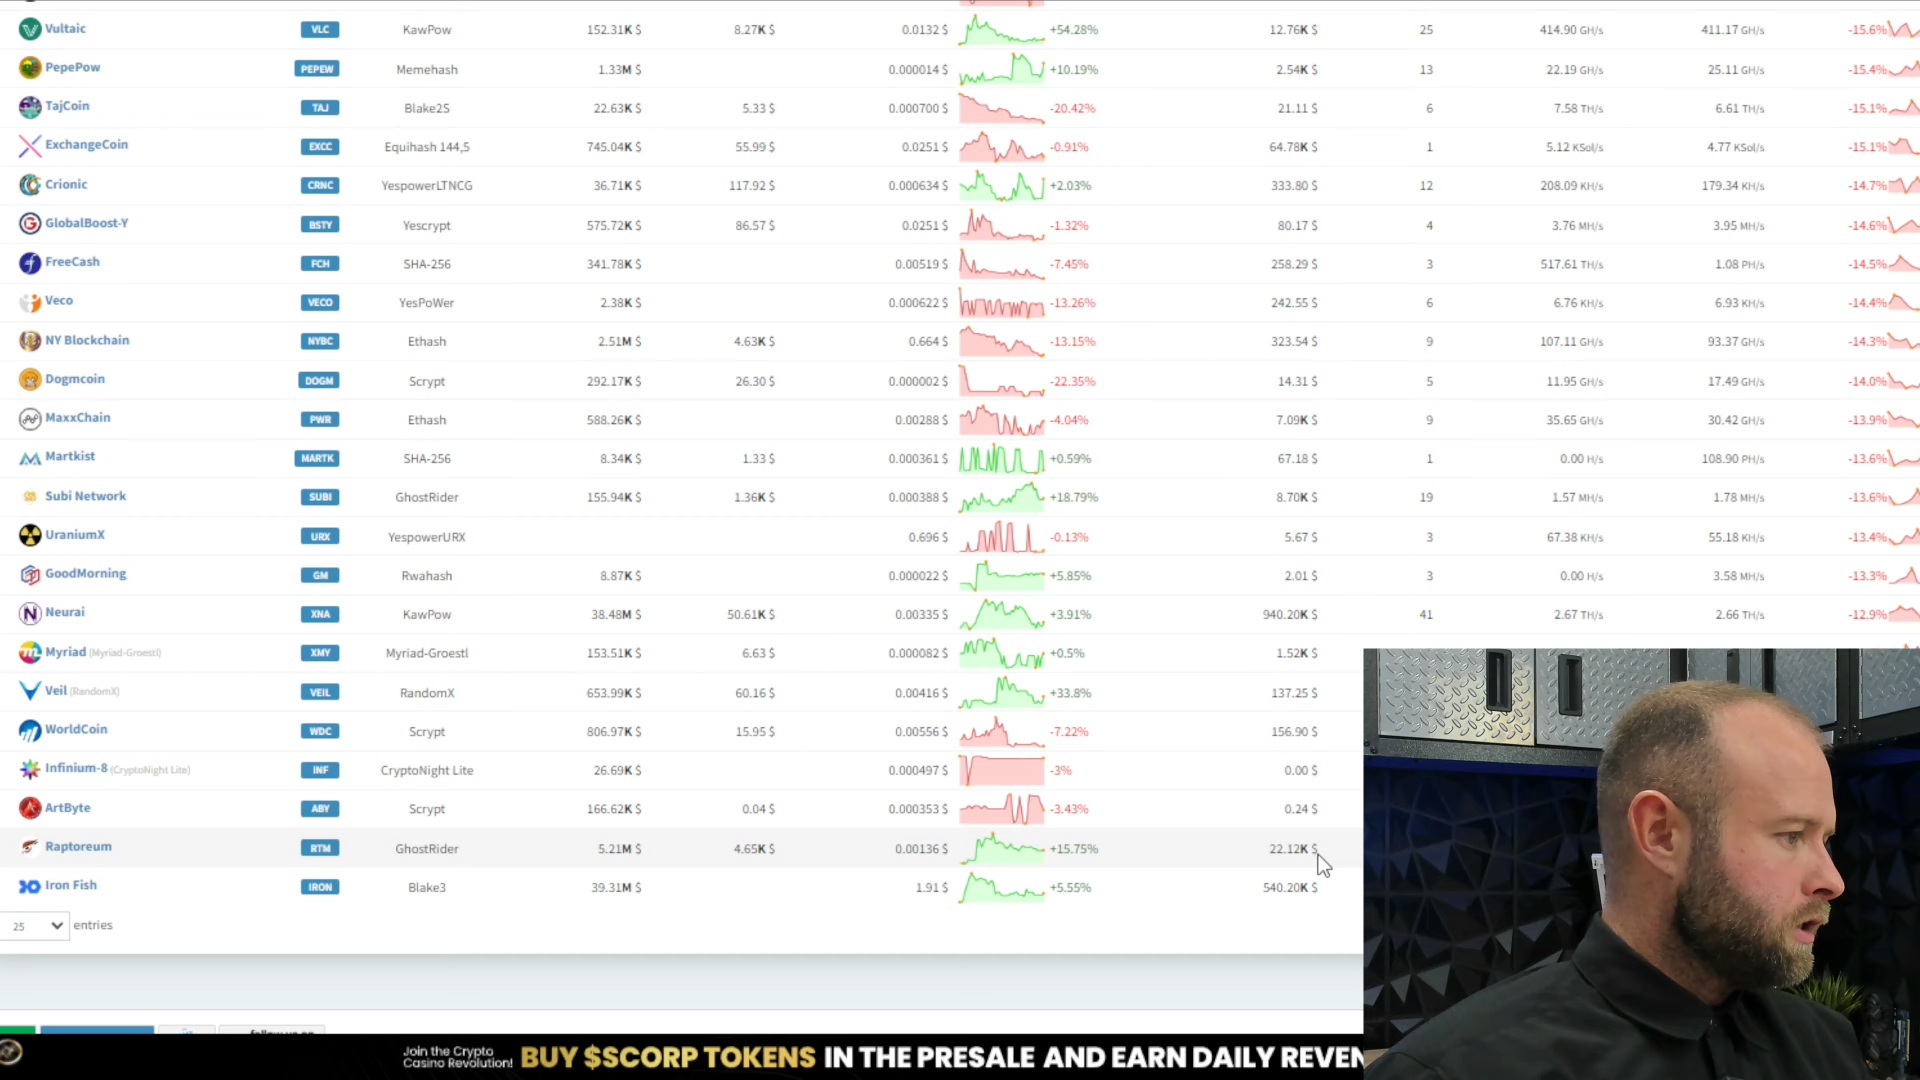 Vultaic VLC KawPow 152.31K $ 8.27K $ 0.0132 $ +54.28% 12.76K $ 25 414.90 GH/s 411.17 GH/s -15.6%
PepePow PEPEW Memehash 1.33M $ 0.000014 $ +10.19% 2.54K $ 13 22.19 GH/s 25.11 GH/s -15.4%
TajCoin TAJ Blake2S 22.63K $ 5.33 $ 0.000700 $ -20.42% 21.11 $ 6 7.58 TH/s 6.61 TH/s -15.1%
ExchangeCoin EXCC Equihash 144,5 745.04K $ 55.99 $ 0.0251 $ -0.91% 64.78K $ 1 5.12 KSol/s 4.77 KSol/s -15.1%
Crionic CRNC YespowerLTNCG 36.71K $ 117.92 $ 0.000634 $ +2.03% 333.80 $ 12 208.09 KH/s 179.34 KH/s -14.7%
GlobalBoost-Y BSTY Yescrypt 575.72K $ 86.57 $ 0.0251 $ -1.32% 80.17 $ 4 3.76 MH/s 3.95 MH/s -14.6%
FreeCash FCH SHA-256 341.78K $ 0.00519 $ -7.45% 258.29 $ 3 517.61 TH/s 1.08 PH/s -14.5%
Veco VECO YesPoWer 2.38K $ 0.000622 $ -13.26% 242.55 $ 6 6.76 KH/s 6.93 KH/s -14.4%
NY Blockchain NYBC Ethash 2.51M $ 4.63K $ 0.664 $ -13.15% 323.54 $ 9 107.11 GH/s 93.37 GH/s -14.3%
Dogmcoin DOGM Scrypt 292.17K $ 26.30 $ 0.000002 $ -22.35% 14.31 $ 5 11.95 GH/s 17.49 GH/s -14.0%
MaxxChain PWR Ethash 588.26K $ 0.00288 $ -4.04% 7.09K $ 9 35.65 GH/s 30.42 GH/s -13.9%
Martkist MARTK SHA-256 8.34K $ 1.33 $ 0.000361 $ +0.59% 67.18 $ 1 0.00 H/s 108.90 PH/s -13.6%
Subi Network SUBI GhostRider 155.94K $ 1.36K $ 0.000388 $ +18.79% 8.70K $ 19 1.57 MH/s 1.78 MH/s -13.6%
UraniumX URX YespowerURX 0.696 $ -0.13% 5.67 $ 3 67.38 KH/s 55.18 KH/s -13.4%
GoodMorning GM Rwahash 8.87K $ 0.000022 $ +5.85% 2.01 $ 3 0.00 H/s 3.58 MH/s -13.3%
Neurai XNA KawPow 38.48M $ 50.61K $ 0.00335 $ +3.91% 940.20K $ 41 2.67 TH/s 2.66 TH/s -12.9%
Myriad (Myriad-Groestl) XMY Myriad-Groestl 153.51K $ 6.63 $ 0.000082 $ +0.5% 1.52K $
Veil (RandomX) VEIL RandomX 653.99K $ 60.16 $ 0.00416 $ +33.8% 137.25 $
WorldCoin WDC Scrypt 806.97K $ 15.95 $ 0.00556 $ -7.22% 156.90 $
Infinium-8 (CryptoNight Lite) INF CryptoNight Lite 26.69K $ 0.000497 $ -3% 0.00 $
ArtByte ABY Scrypt 166.62K $ 0.04 $ 0.000353 $ -3.43% 0.24 $
Raptoreum RTM GhostRider 5.21M $ 4.65K $ 0.00136 $ +15.75% 22.12K $
Iron Fish IRON Blake3 39.31M $ 1.91 $ +5.55% 540.20K $
25 entries
Join the Crypto
Casino Revolution!
BUY $SCORP TOKENS IN THE PRESALE AND EARN DAILY REVEN